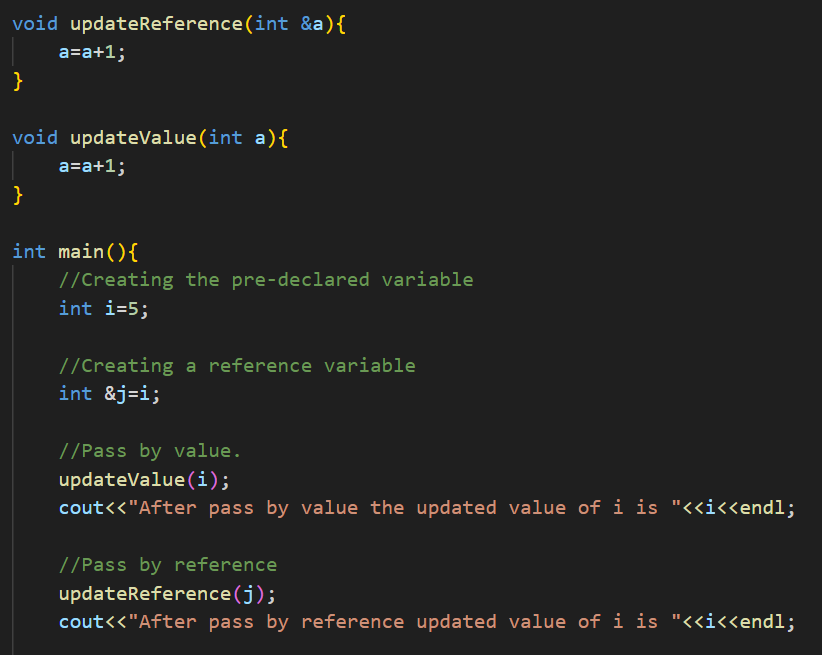 void updateReference(int &a){
    a=a+1;
}

void updateValue(int a){
    a=a+1;
}

int main(){
    //Creating the pre-declared variable
    int i=5;

    //Creating a reference variable
    int &j=i;

    //Pass by value.
    updateValue(i);
    cout<<"After pass by value the updated value of i is "<<i<<endl;

    //Pass by reference
    updateReference(j);
    cout<<"After pass by reference updated value of i is "<<i<<endl;